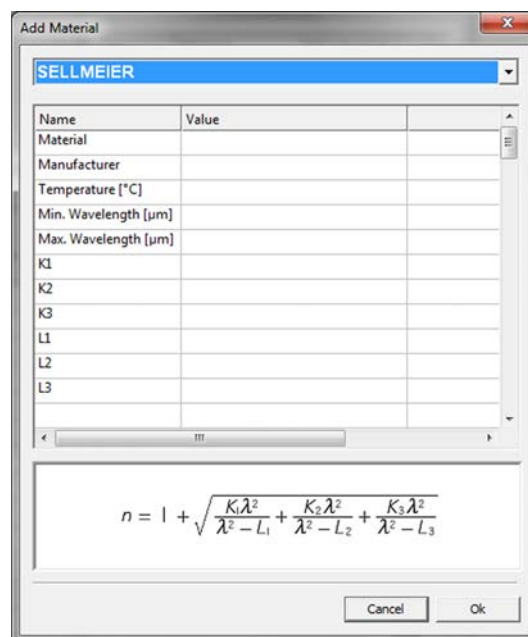 Add Material
SELLMEIER
Name Value
Material
Manufacturer
Temperature [°C]
Min. Wavelength [µm]
Max. Wavelength [µm]
K1
K2
K3
L1
L2
L3
n = 1 + √(K₁λ²/(λ² − L₁) + K₂λ²/(λ² − L₂) + K₃λ²/(λ² − L₃))
Cancel Ok